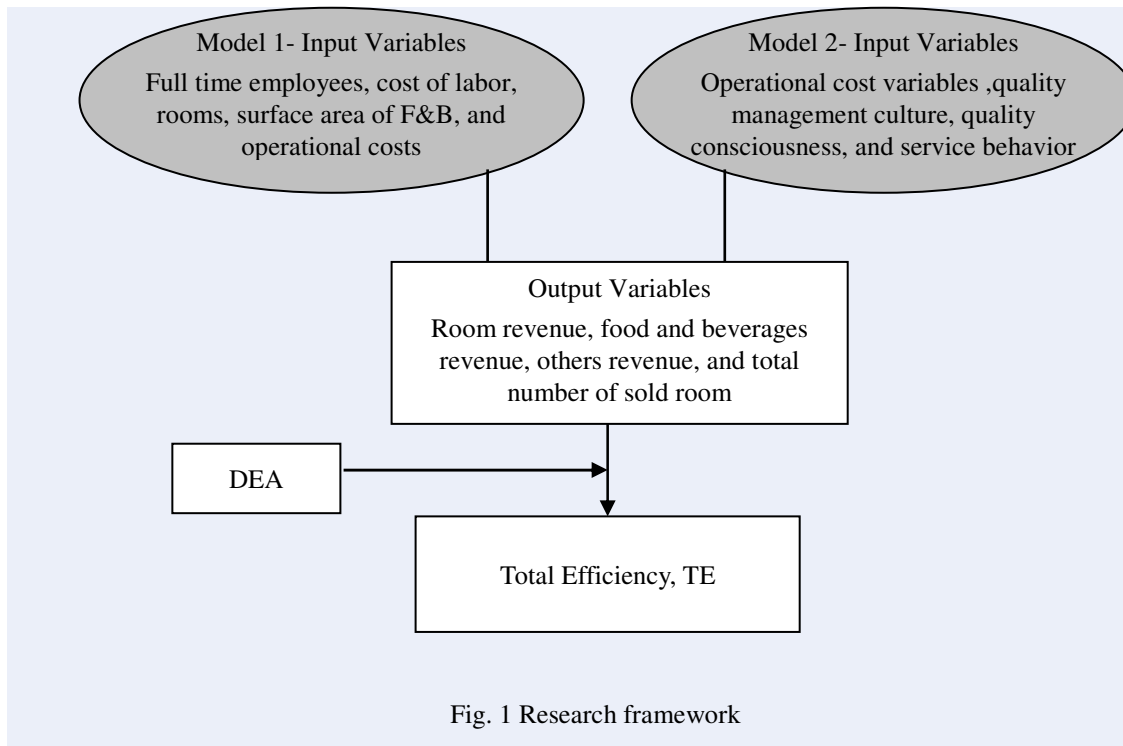 Model 1- Input Variables
Full time employees, cost of labor,
rooms, surface area of F&B, and
operational costs
Model 2- Input Variables
Operational cost variables ,quality
management culture, quality
consciousness, and service behavior
Output Variables
Room revenue, food and beverages
revenue, others revenue, and total
number of sold room
DEA
Total Efficiency, TE
Fig. 1 Research framework